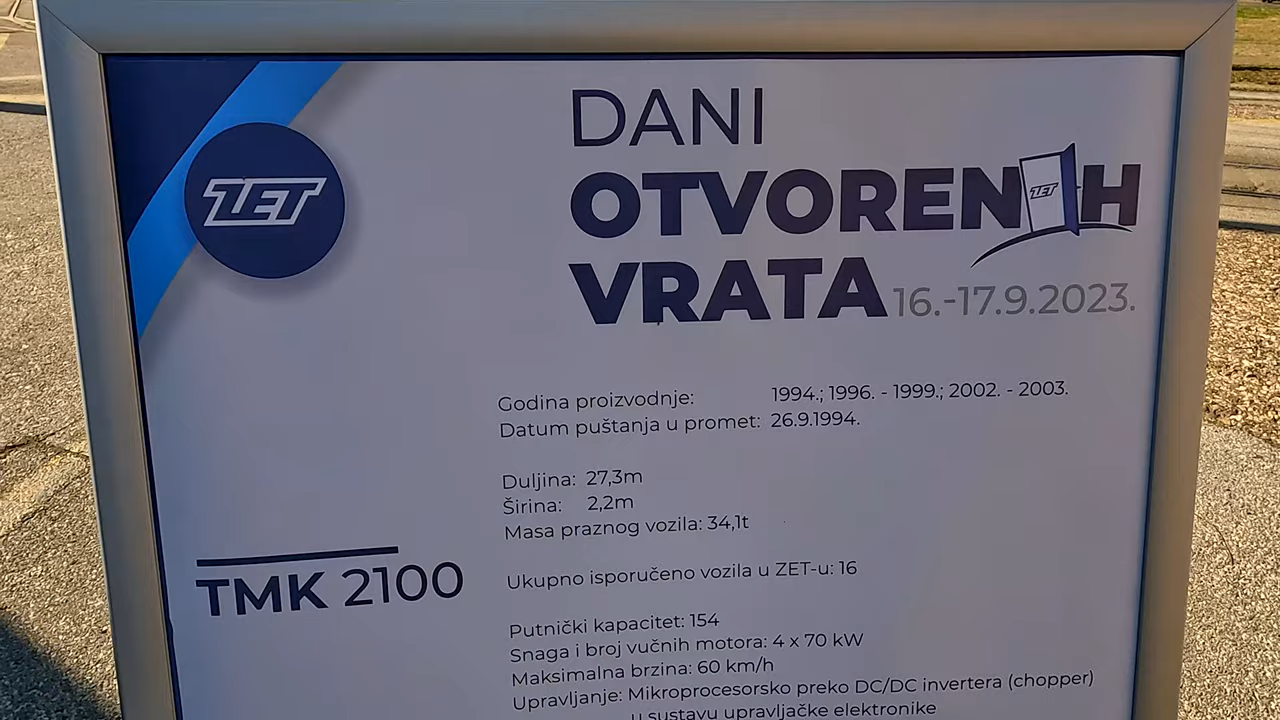 ZET
DANI
OTVORENIH
ZET
VRATA 16.-17.9.2023.
Godina proizvodnje: 1994.; 1996. - 1999.; 2002. - 2003.
Datum puštanja u promet: 26.9.1994.
Duljina: 27,3m
Širina: 2,2m
Masa praznog vozila: 34,1t
TMK 2100
Ukupno isporučeno vozila u ZET-u: 16
Putnički kapacitet: 154
Snaga i broj vučnih motora: 4 x 70 kW
Maksimalna brzina: 60 km/h
Upravljanje: Mikroprocesorsko preko DC/DC invertera (chopper)
u sustavu upravljačke elektronike